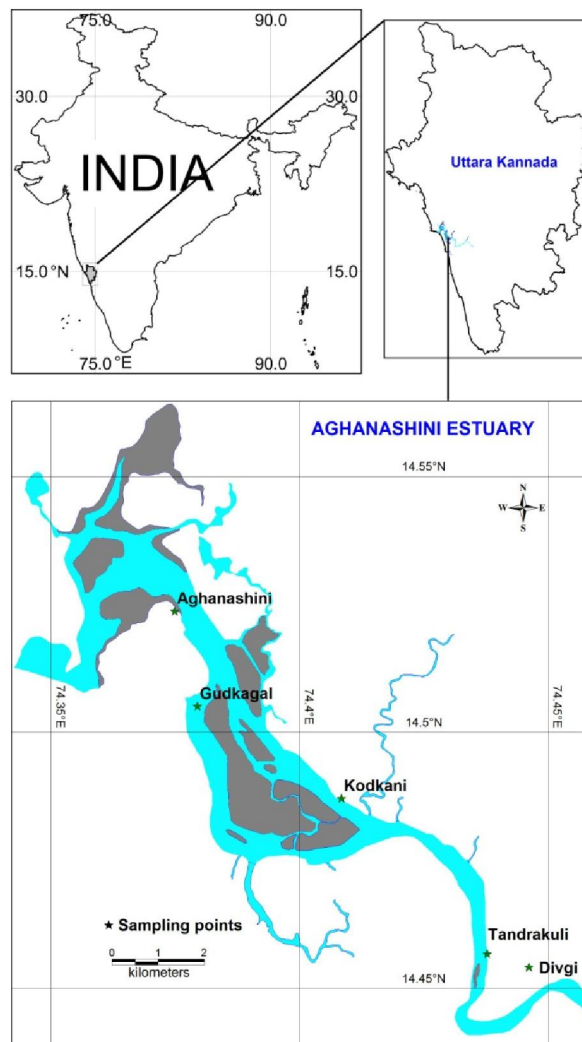 75.0
90.0
30.0
30.0
INDIA
15.0 °N
15.0
75.0 °E
90.0
Uttara Kannada
AGHANASHINI ESTUARY
14.55°N
N
W E
S
Aghanashini
74.35°E
Gudkagal
74.4°E
74.45°E
14.5°N
Kodkani
Sampling points
Tandrakuli
0 1 2
kilometers
Divgi
14.45°N